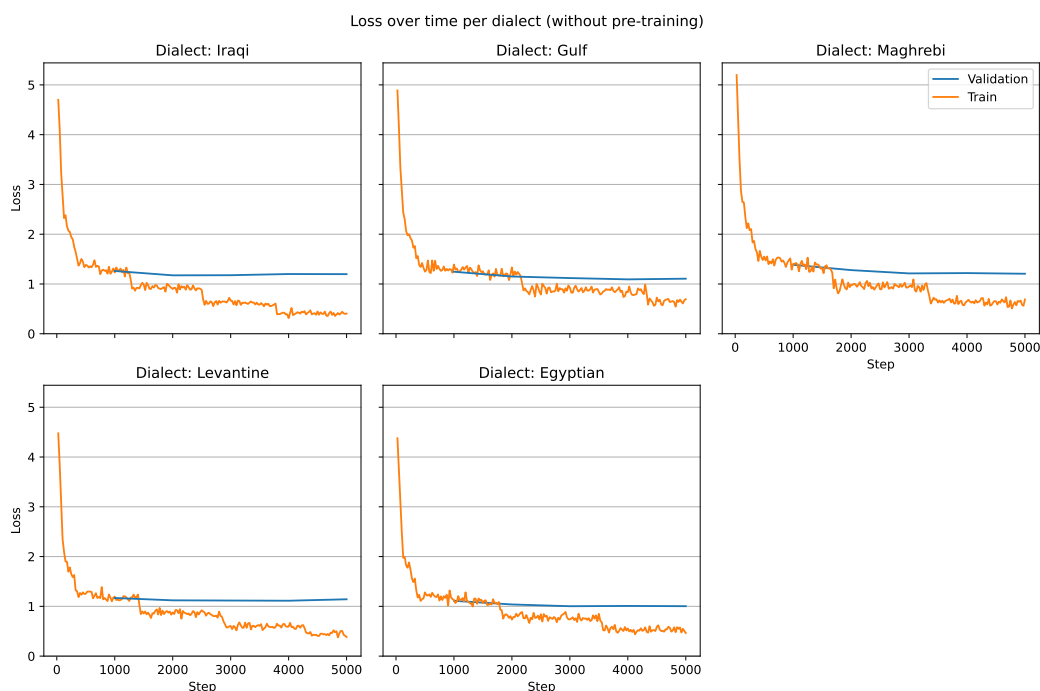 Loss over time per dialect (without pre-training)
Dialect: Iraqi
Loss
5
4
3
2
1
0
Dialect: Gulf
Dialect: Maghrebi
Validation
Train
0 1000 2000 3000 4000 5000
Step
Dialect: Levantine
Loss
5
4
3
2
1
0
0 1000 2000 3000 4000 5000
Step
Dialect: Egyptian
0 1000 2000 3000 4000 5000
Step